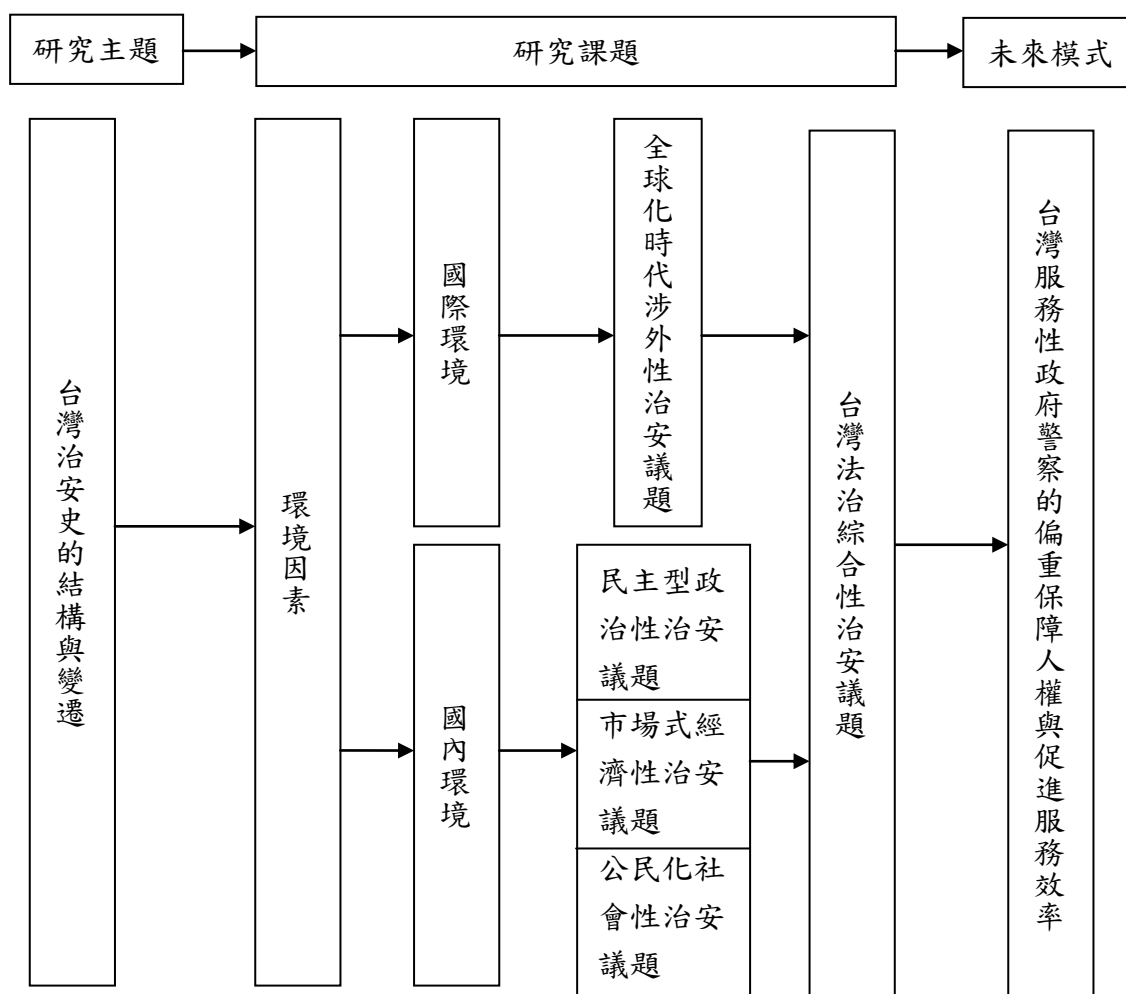 研究主題
研究課題
未來模式
台灣治安史的結構與變遷
環境因素
國際環境
全球化時代涉外性治安議題
國內環境
民主型政
治性治安
議題
市場式經
濟性治安
議題
公民化社
會性治安
議題
台灣法治綜合性治安議題
台灣服務性政府警察的偏重保障人權與促進服務效率